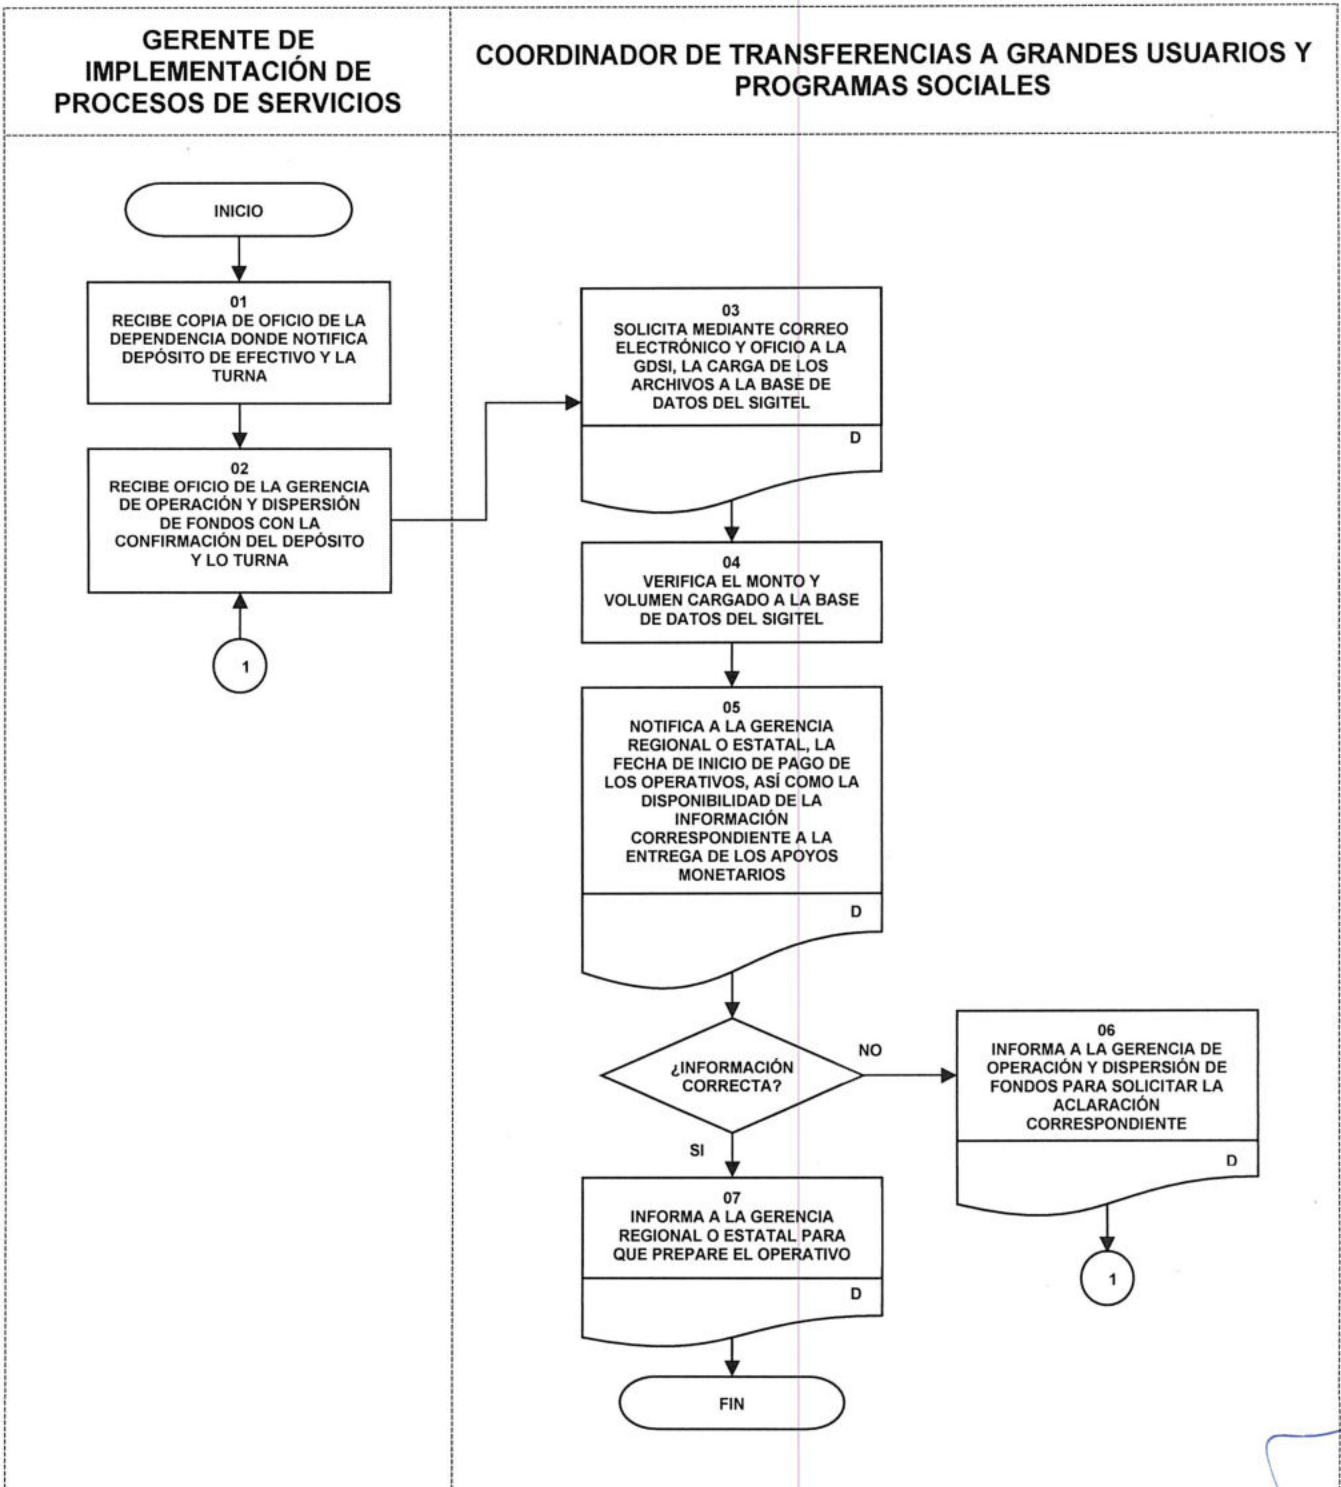 GERENTE DE
IMPLEMENTACIÓN DE
PROCESOS DE SERVICIOS
COORDINADOR DE TRANSFERENCIAS A GRANDES USUARIOS Y
PROGRAMAS SOCIALES
INICIO
01
RECIBE COPIA DE OFICIO DE LA
DEPENDENCIA DONDE NOTIFICA
DEPÓSITO DE EFECTIVO Y LA
TURNA
02
RECIBE OFICIO DE LA GERENCIA
DE OPERACIÓN Y DISPERSIÓN
DE FONDOS CON LA
CONFIRMACIÓN DEL DEPÓSITO
Y LO TURNA
1
03
SOLICITA MEDIANTE CORREO
ELECTRÓNICO Y OFICIO A LA
GDSI, LA CARGA DE LOS
ARCHIVOS A LA BASE DE
DATOS DEL SIGITEL
D
04
VERIFICA EL MONTO Y
VOLUMEN CARGADO A LA BASE
DE DATOS DEL SIGITEL
05
NOTIFICA A LA GERENCIA
REGIONAL O ESTATAL, LA
FECHA DE INICIO DE PAGO DE
LOS OPERATIVOS, ASÍ COMO LA
DISPONIBILIDAD DE LA
INFORMACIÓN
CORRESPONDIENTE A LA
ENTREGA DE LOS APOYOS
MONETARIOS
D
¿INFORMACIÓN
CORRECTA?
NO
06
INFORMA A LA GERENCIA DE
OPERACIÓN Y DISPERSIÓN DE
FONDOS PARA SOLICITAR LA
ACLARACIÓN
CORRESPONDIENTE
D
1
SI
07
INFORMA A LA GERENCIA
REGIONAL O ESTATAL PARA
QUE PREPARE EL OPERATIVO
D
FIN